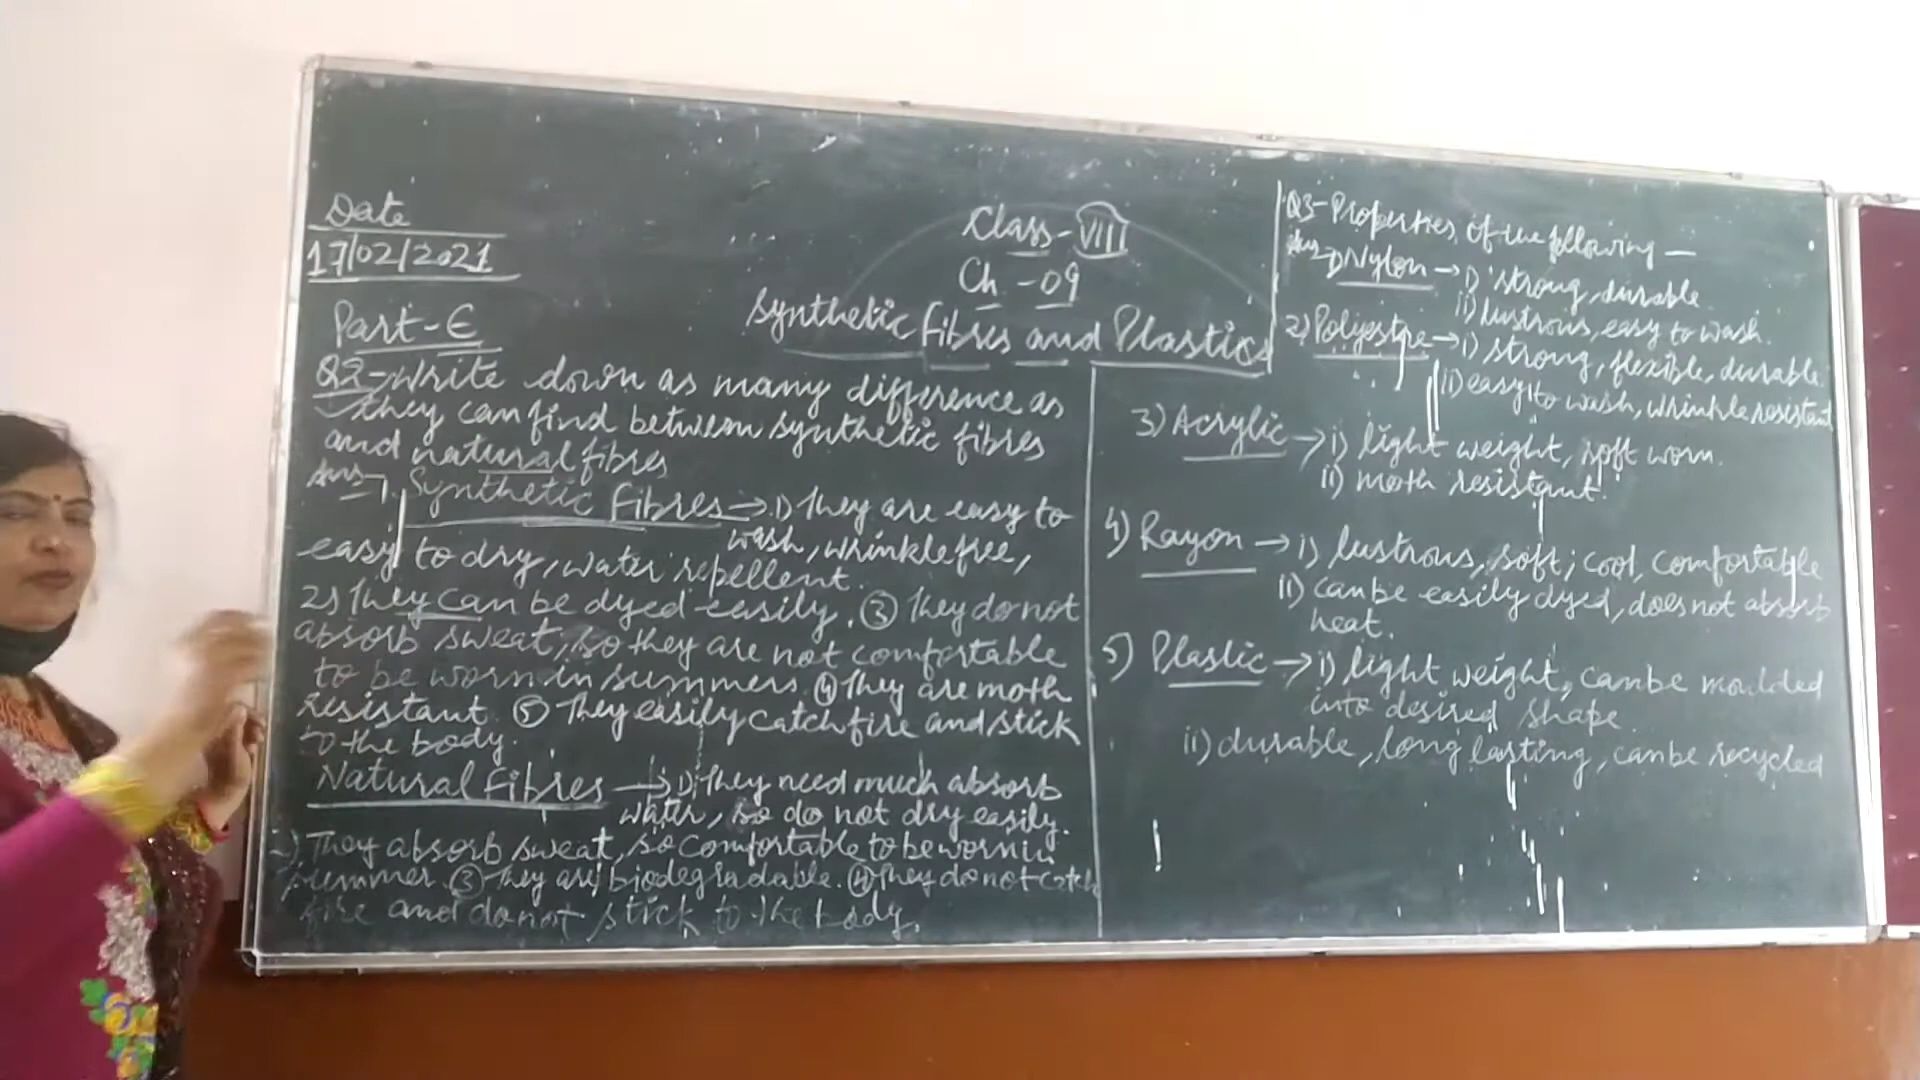 Date
17/02/2021
Class-VIII
Ch-09
Synthetic Fibres and Plastics
Part-E
Q2-Write down as many difference as
they can find between synthetic fibres
and natural fibres
Ans-7 Synthetic Fibres→1) They are easy to
wash, wrinkle free,
easy to dry, water repellent.
2) They can be dyed easily. ③ They do not
absorb sweat, so they are not comfortable
to be worn in summers. ④ They are moth
resistant. ⑤ They easily catch fire and stick
to the body.
Natural Fibres→1) They need much absorb
water, so do not dry easily.
2) They absorb sweat, so comfortable to be worn in
summer. ③ They are biodegradable. ④ They do not catch
fire and do not stick to the body.
Q3-Properties of the following—
Ans 1) Nylon→i) strong, durable
ii) lustrous, easy to wash.
2) Polyestre→i) strong, flexible, durable
ii) easy to wash, wrinkle resistant
3) Acrylic→i) light weight, soft worn.
ii) moth resistant.
4) Rayon→i) lustrous, soft, cool, comfortable
ii) can be easily dyed, does not absorb
heat.
5) Plastic→i) light weight, can be moulded
into desired shape
ii) durable, long lasting, can be recycled